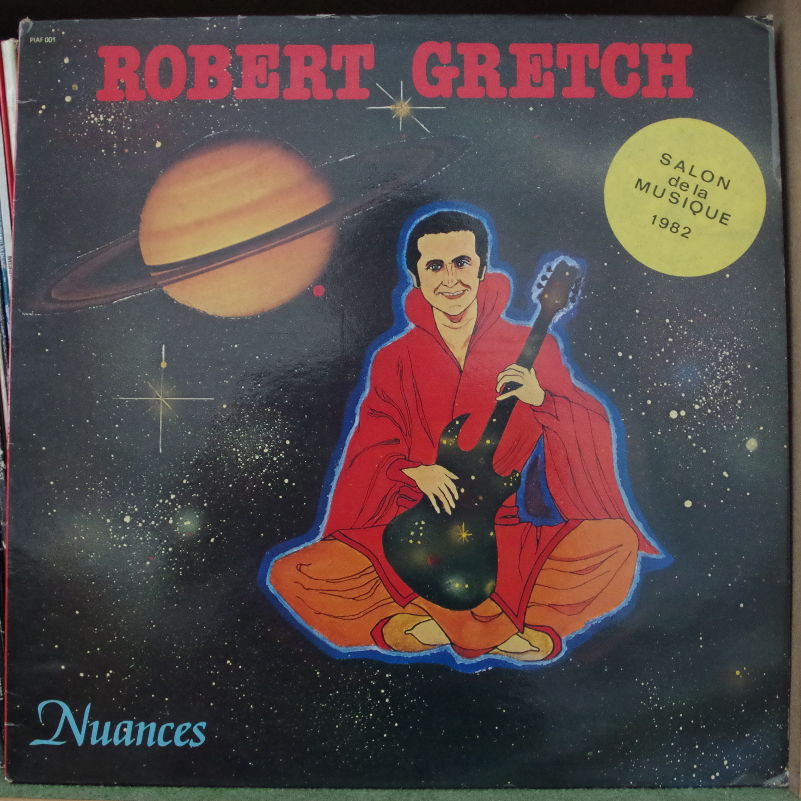 PIAF 001
ROBERT GRETCH
SALON
de la
MUSIQUE
1982
Nuances